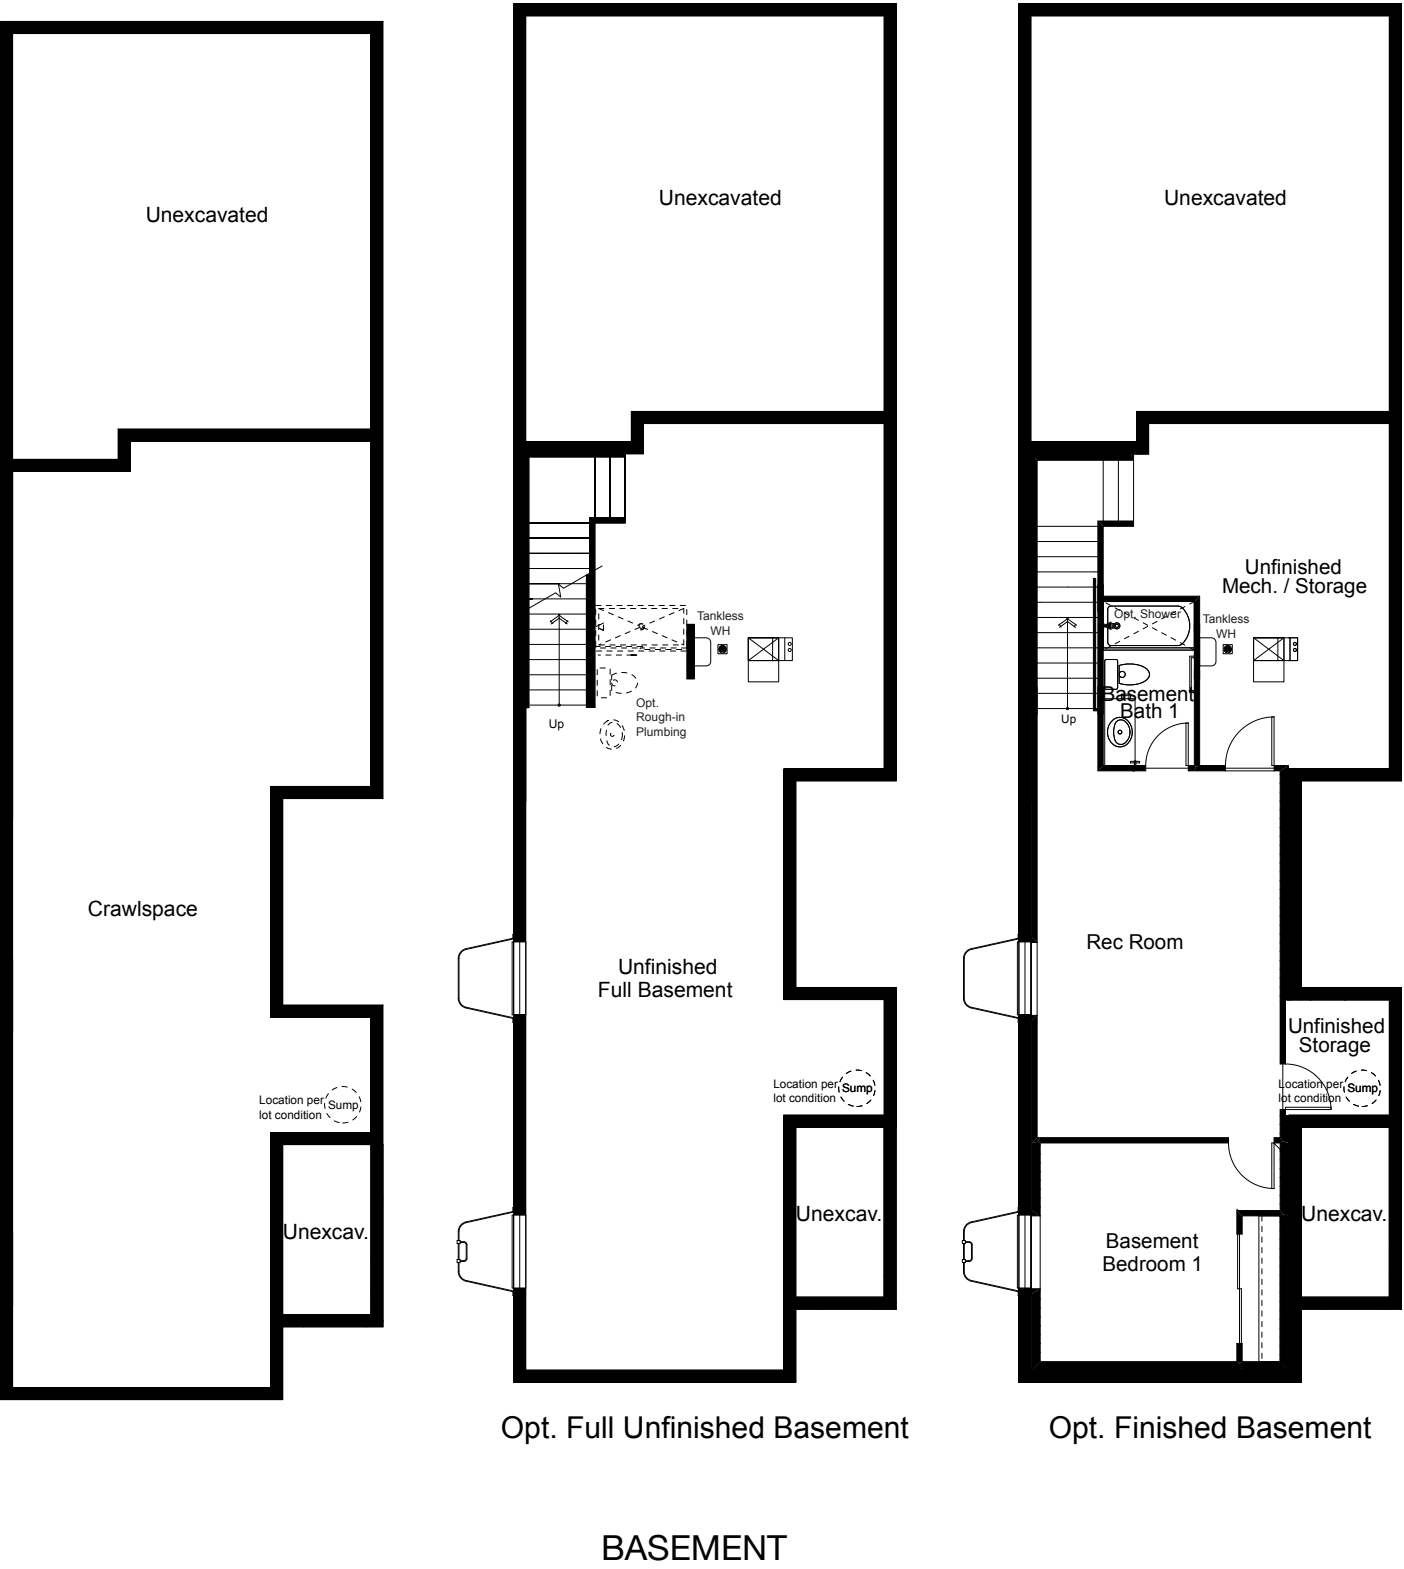 Unexcavated
Crawlspace
Location per
lot condition
Sump
Unexcav.
Unexcavated
Tankless
WH
Opt.
Rough-in
Plumbing
Up
Unfinished
Full Basement
Location per
lot condition
Sump
Unexcav.
Opt. Full Unfinished Basement
Unexcavated
Unfinished
Mech. / Storage
Opt. Shower
Tankless
WH
Basement
Bath 1
Up
Rec Room
Unfinished
Storage
Location per
lot condition
Sump
Unexcav.
Basement
Bedroom 1
Opt. Finished Basement
BASEMENT